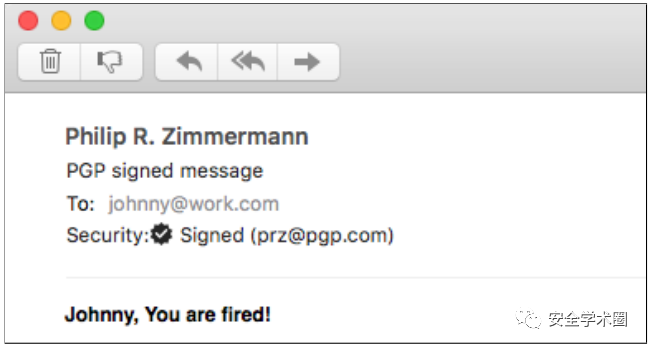 Philip R. Zimmermann
PGP signed message
To: johnny@work.com
Security: Signed (prz@pgp.com)
Johnny, You are fired!
安全学术圈